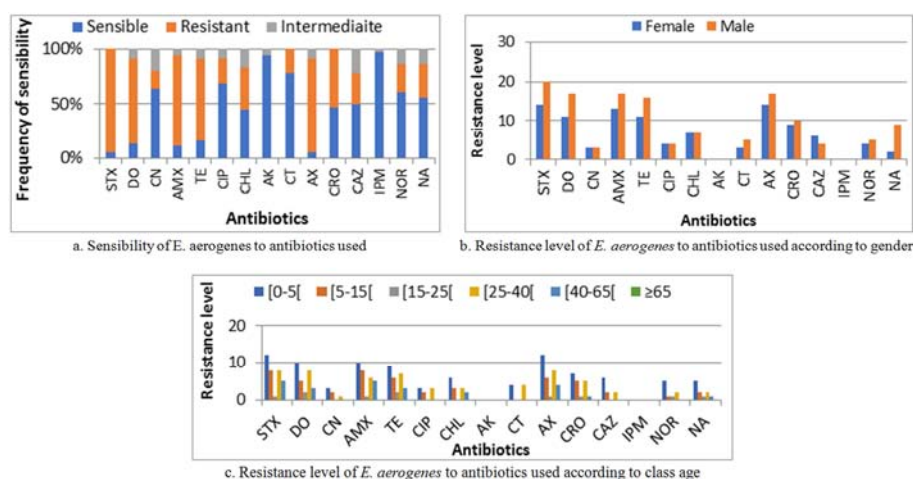 Sensible Resistant Intermediaite
Frequency of sensibility
100%
50%
0%
STX DO CN AMX TE CIP CHL AK CT AX CRO CAZ IPM NOR NA
Antibiotics
a. Sensibility of E. aerogenes to antibiotics used
Female Male
Resistance level
30
20
10
0
STX DO CN AMX TE CIP CHL AK CT AX CRO CAZ IPM NOR NA
Antibiotics
b. Resistance level of E. aerogenes to antibiotics used according to gender
[0-5[ [5-15[ [15-25[ [25-40[ [40-65[ ≥65
Resistance level
20
10
0
STX DO CN AMX TE CIP CHL AK CT AX CRO CAZ IPM NOR NA
Antibiotics
c. Resistance level of E. aerogenes to antibiotics used according to class age